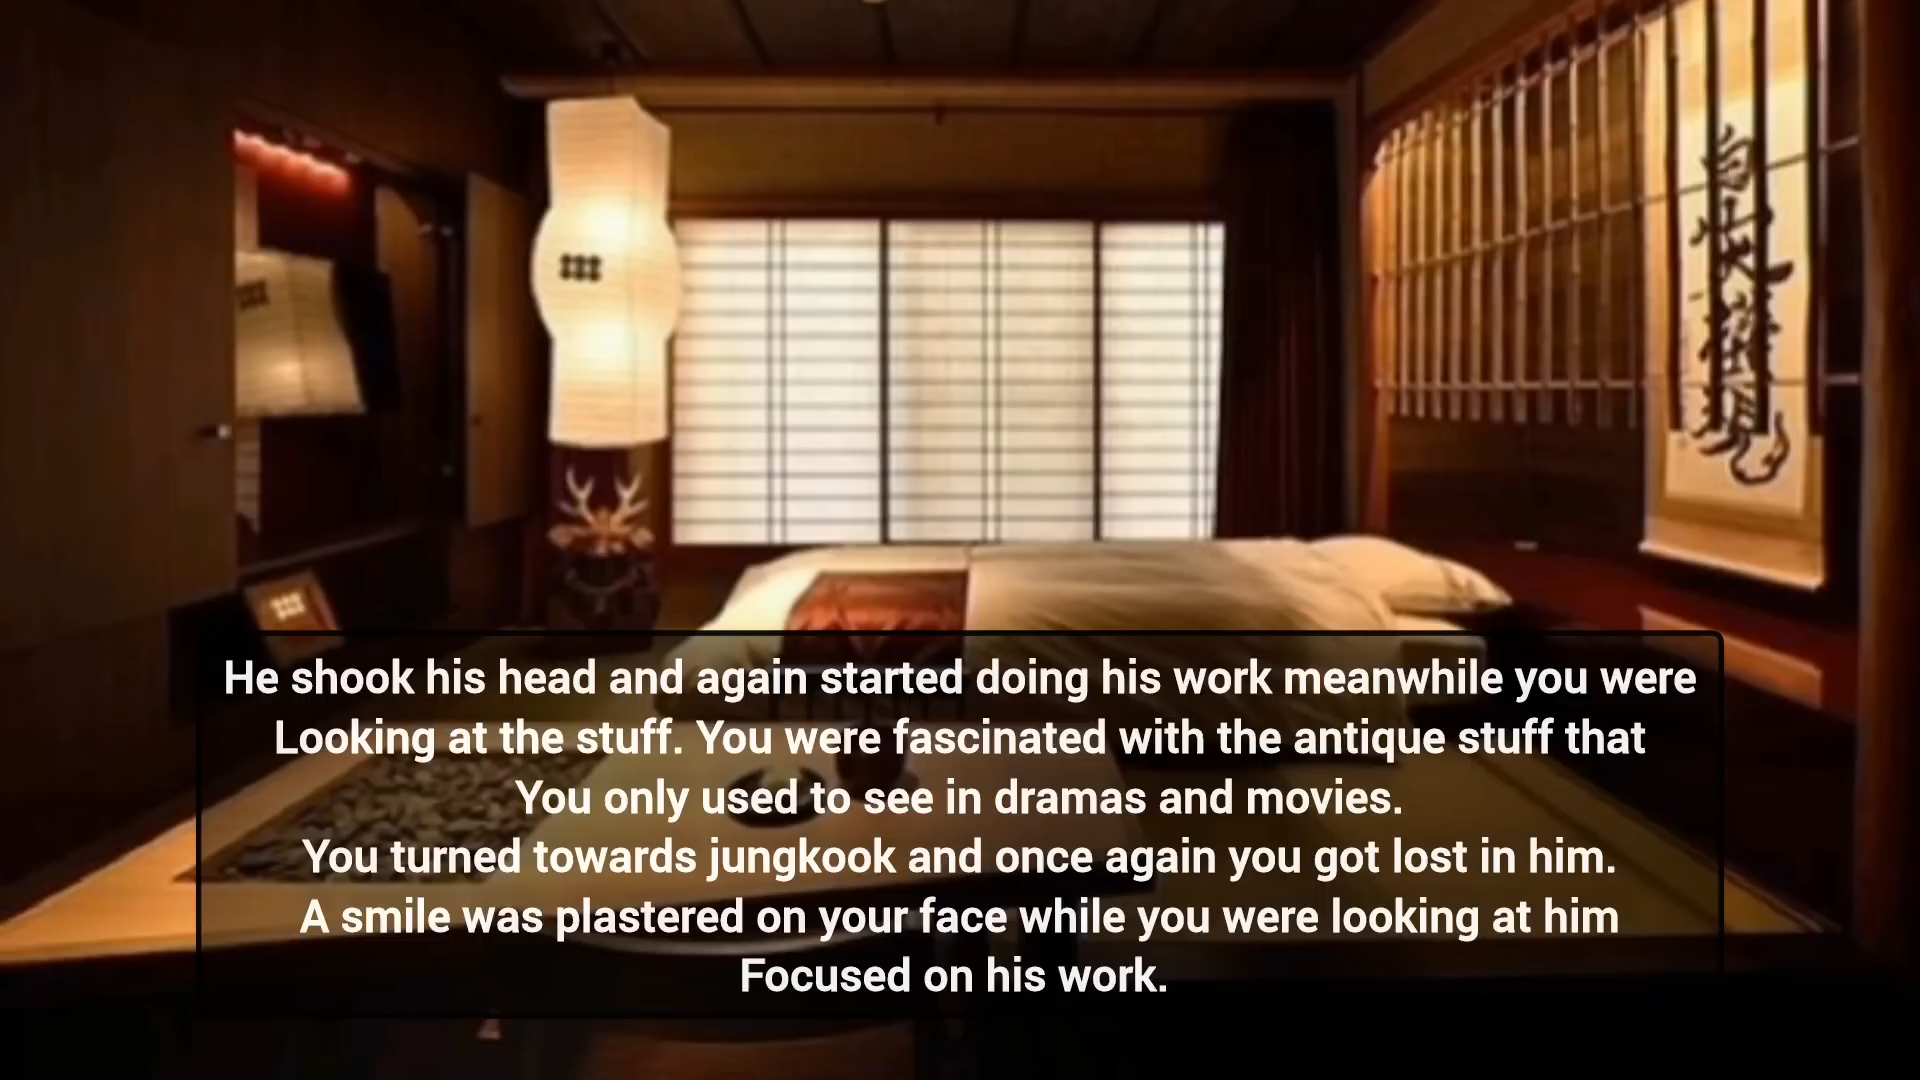 He shook his head and again started doing his work meanwhile you were
Looking at the stuff. You were fascinated with the antique stuff that
You only used to see in dramas and movies.
You turned towards jungkook and once again you got lost in him.
A smile was plastered on your face while you were looking at him
Focused on his work.